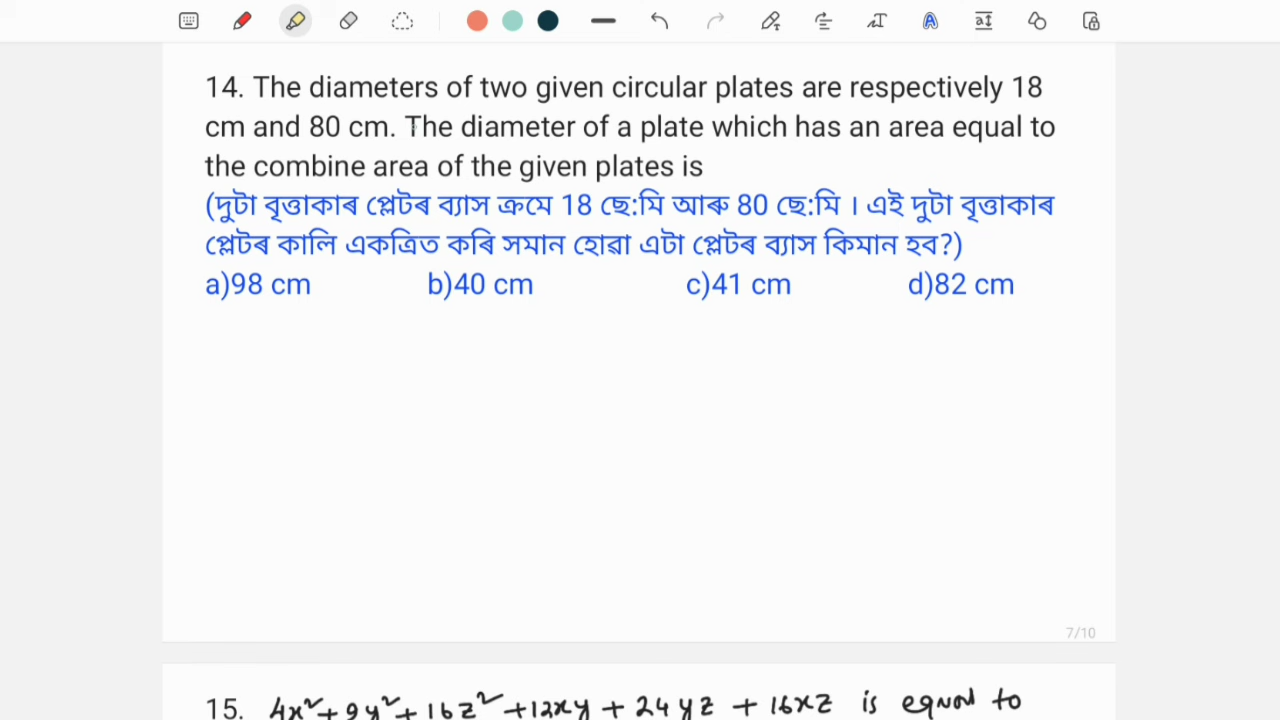 14. The diameters of two given circular plates are respectively 18
cm and 80 cm. The diameter of a plate which has an area equal to
the combine area of the given plates is
(দুটা বৃত্তাকাৰ প্লেটৰ ব্যাস ক্ৰমে 18 ছে:মি আৰু 80 ছে:মি । এই দুটা বৃত্তাকাৰ
প্লেটৰ কালি একত্ৰিত কৰি সমান হোৱা এটা প্লেটৰ ব্যাস কিমান হব?)
a)98 cm b)40 cm c)41 cm d)82 cm
7/10
15. 4x²+9y²+16z²+12xy + 24yz + 16xz is equal to